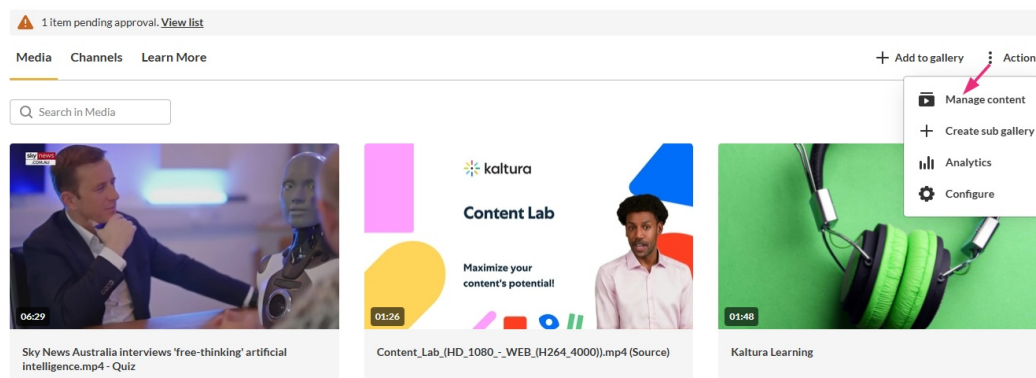 1 item pending approval. View list
Media Channels Learn More
Add to gallery Action
Manage content
Create sub gallery
Analytics
Configure
Search in Media
sky news
.COM.AU
06:29
Sky News Australia interviews 'free-thinking' artificial
intelligence.mp4 - Quiz
kaltura
Content Lab
Maximize your
content's potential!
01:26
Content_Lab_(HD_1080_-_WEB_(H264_4000)).mp4 (Source)
01:48
Kaltura Learning